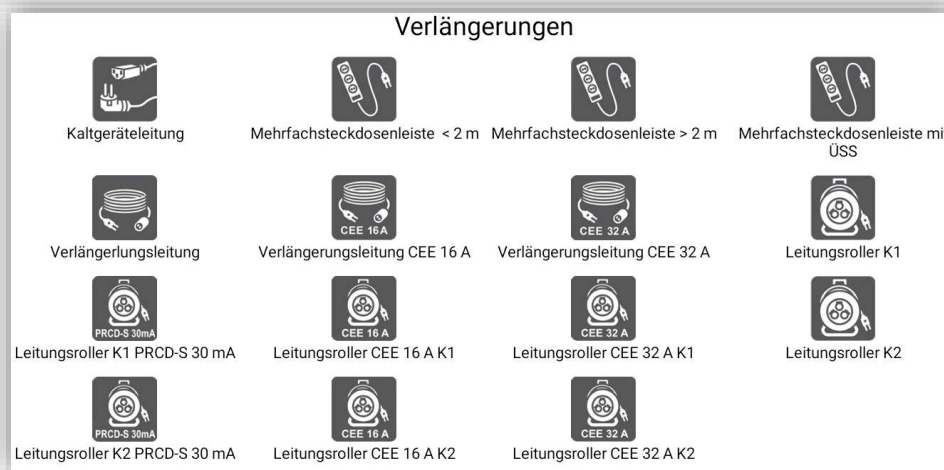 Verlängerungen
Kaltgeräteleitung
Mehrfachsteckdosenleiste < 2 m
Mehrfachsteckdosenleiste > 2 m
Mehrfachsteckdosenleiste mi
ÜSS
CEE 16A
CEE 32 A
Verlängerlungsleitung
Verlängerungsleitung CEE 16 A
Verlängerungsleitung CEE 32 A
Leitungsroller K1
PRCD-S 30mA
CEE 16 A
CEE 32 A
Leitungsroller K1 PRCD-S 30 mA
Leitungsroller CEE 16 A K1
Leitungsroller CEE 32 A K1
Leitungsroller K2
PRCD-S 30mA
CEE 16 A
CEE 32 A
Leitungsroller K2 PRCD-S 30 mA
Leitungsroller CEE 16 A K2
Leitungsroller CEE 32 A K2